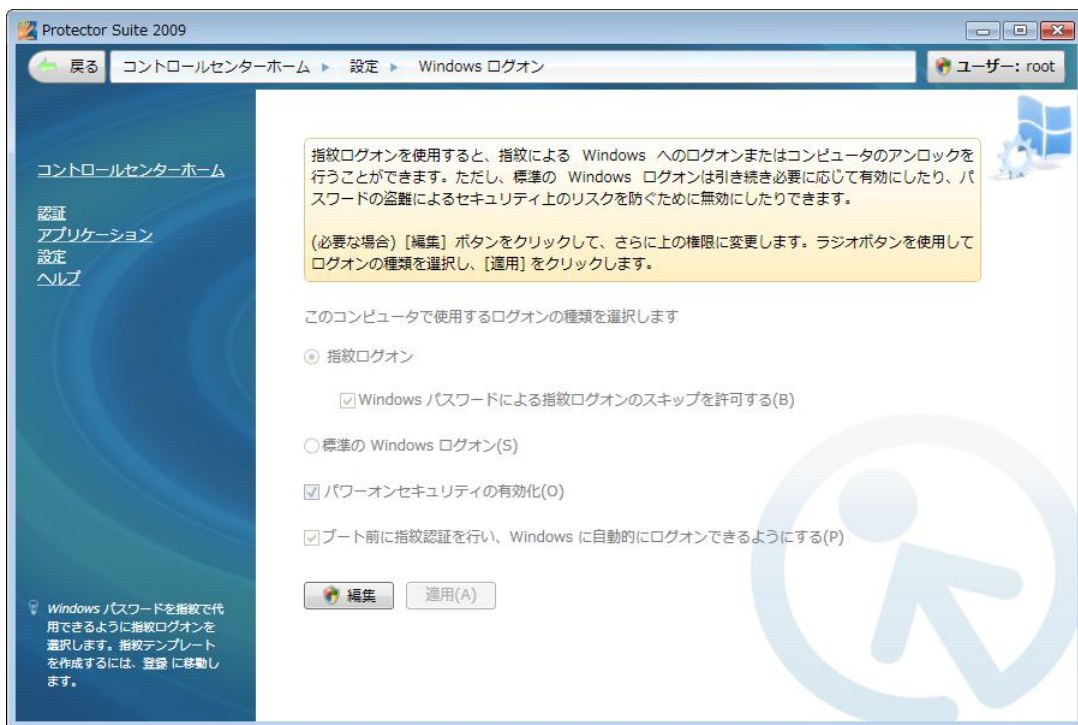 Protector Suite 2009
戻る コントロールセンターホーム ▶ 設定 ▶ Windows ログオン ユーザー: root
コントロールセンターホーム
認証
アプリケーション
設定
ヘルプ
指紋ログオンを使用すると、指紋による Windows へのログオンまたはコンピュータのアンロックを
行うことができます。ただし、標準の Windows ログオンは引き続き必要に応じて有効にしたり、パ
スワードの盗難によるセキュリティ上のリスクを防ぐために無効にしたりできます。
(必要な場合) [編集] ボタンをクリックして、さらに上の権限に変更します。ラジオボタンを使用して
ログオンの種類を選択し、[適用] をクリックします。
このコンピュータで使用するログオンの種類を選択します
指紋ログオン
Windows パスワードによる指紋ログオンのスキップを許可する(B)
標準の Windows ログオン(S)
パワーオンセキュリティの有効化(O)
ブート前に指紋認証を行い、Windows に自動的にログオンできるようにする(P)
編集 適用(A)
Windows パスワードを指紋で代
用できるように指紋ログオンを
選択します。指紋テンプレート
を作成するには、登録 に移動し
ます。